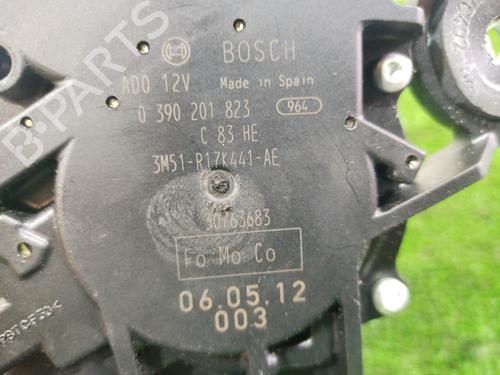 B-PARTS
BOSCH
AD0 12V Made in Spain
0 390 201 823 964
C 83 HE
3M51-R17K441-AE
30763683
Fo Mo Co
06.05.12
003